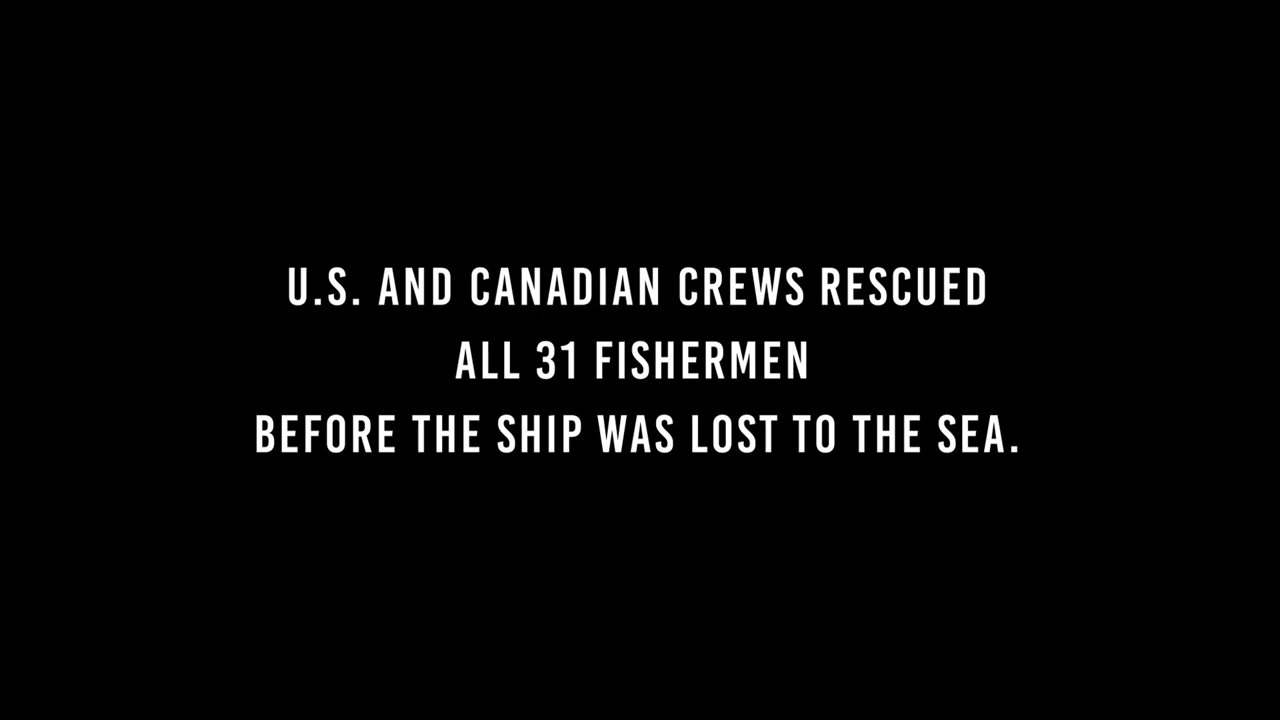 U.S. AND CANADIAN CREWS RESCUED
ALL 31 FISHERMEN
BEFORE THE SHIP WAS LOST TO THE SEA.